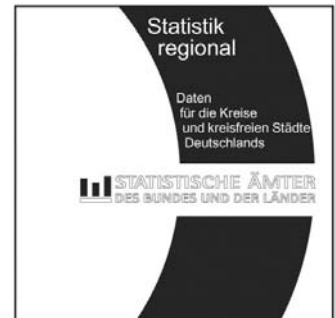 Statistik
regional
Daten
für die Kreise
und kreisfreien Städte
Deutschlands
STATISTISCHE ÄMTER
DES BUNDES UND DER LÄNDER